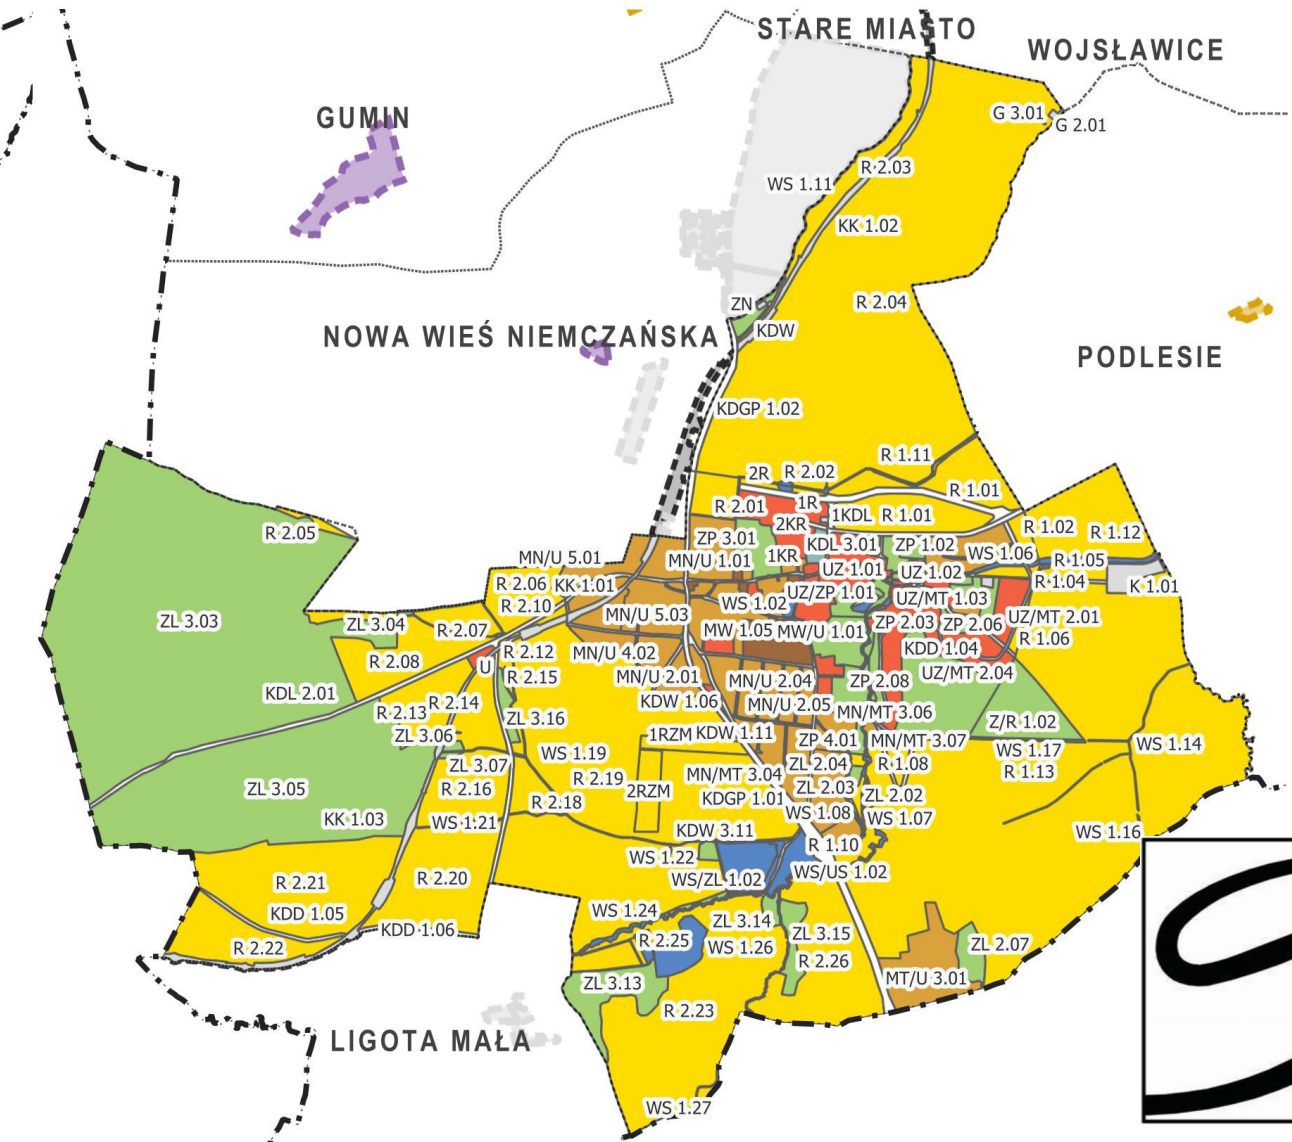 STARE MIASTO
WOJSŁAWICE
GUMIN
G 3.01
G 2.01
R 2.03
WS 1.11
KK 1.02
ZN
R 2.04
KDW
NOWA WIEŚ NIEMCZAŃSKA
PODLESIE
KDGP 1.02
R 1.11
2R
R 2.02
R 1.01
R 2.01
1R
1KDL
R 1.01
2KR
R 1.02
R 1.12
R 2.05
ZP 3.01
KDL 3.01
ZP 1.02
WS 1.06
MN/U 5.01
MN/U 1.01
1KR
UZ 1.01
UZ 1.02
R 1.05
R 2.06
KK 1.01
R 1.04
K 1.01
R 2.10
WS 1.02
UZ/ZP 1.01
UZ/MT 1.03
ZL 3.03
ZL 3.04
R 2.07
MN/U 5.03
MW 1.05
MW/U 1.01
ZP 2.03
ZP 2.06
UZ/MT 2.01
R 1.06
R 2.08
U
R 2.12
MN/U 4.02
KDD 1.04
R 2.15
MN/U 2.01
MN/U 2.04
ZP 2.08
UZ/MT 2.04
KDL 2.01
R 2.14
R 2.13
KDW 1.06
MN/U 2.05
MN/MT 3.06
ZL 3.16
Z/R 1.02
ZL 3.06
1RZM
KDW 1.11
ZP 4.01
MN/MT 3.07
WS 1.17
WS 1.14
WS 1.19
ZL 3.07
ZL 2.04
R 1.08
R 1.13
R 2.19
MN/MT 3.04
ZL 3.05
R 2.16
2RZM
ZL 2.03
R 2.18
KDGP 1.01
ZL 2.02
KK 1.03
WS 1.21
WS 1.08
WS 1.07
KDW 3.11
WS 1.16
R 1.10
WS 1.22
R 2.21
R 2.20
WS/ZL 1.02
WS/US 1.02
KDD 1.05
WS 1.24
KDD 1.06
ZL 3.14
ZL 3.15
R 2.22
R 2.25
WS 1.26
ZL 2.07
R 2.26
ZL 3.13
MT/U 3.01
R 2.23
LIGOTA MAŁA
WS 1.27